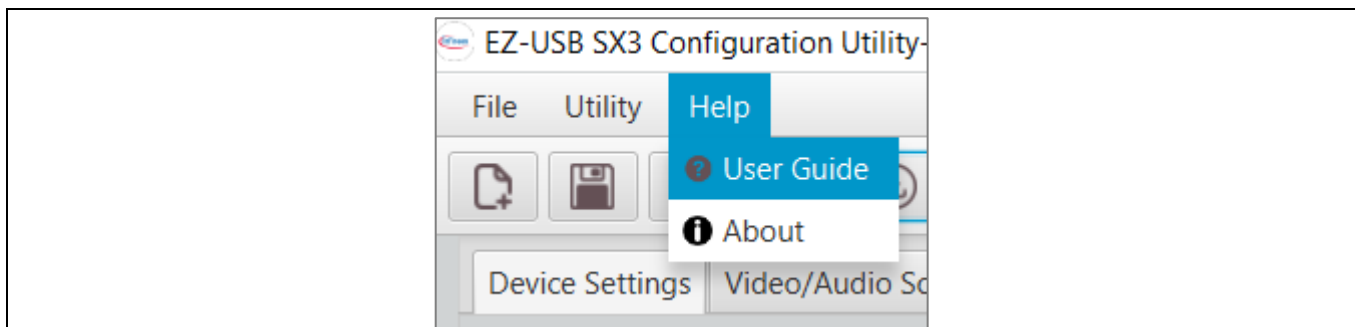 EZ-USB SX3 Configuration Utility-
File Utility Help
User Guide
About
Device Settings Video/Audio So